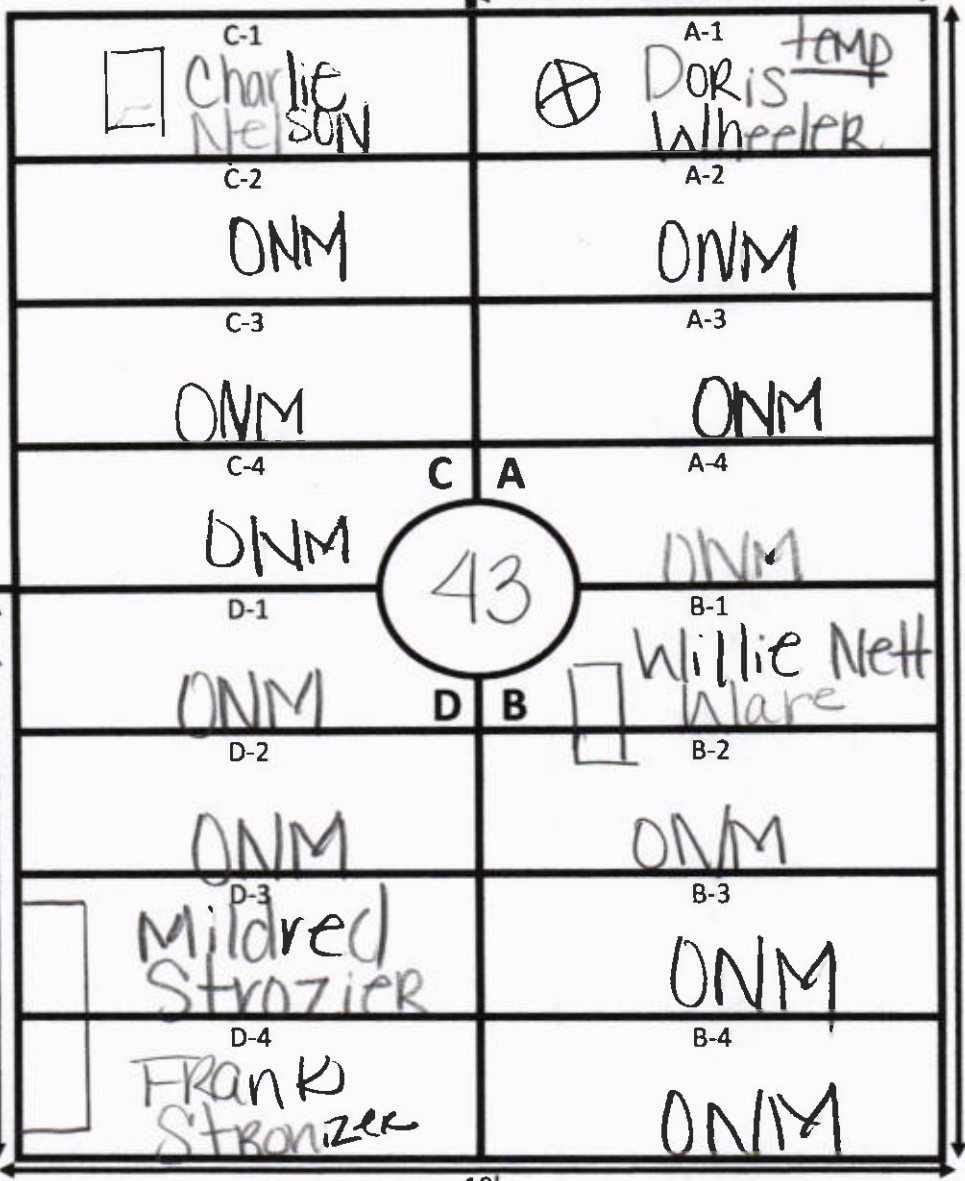 C-1
Charlie
Nelson
A-1
temp
Doris
Wheeler
C-2
ONM
A-2
ONM
C-3
ONM
A-3
ONM
C-4
ONM
A-4
ONM
C A
43
D B
D-1
ONM
B-1
Willie Nett
Ware
D-2
ONM
B-2
ONM
D-3
Mildred
Strozier
B-3
ONM
D-4
Frank
Stronizer
B-4
ONM